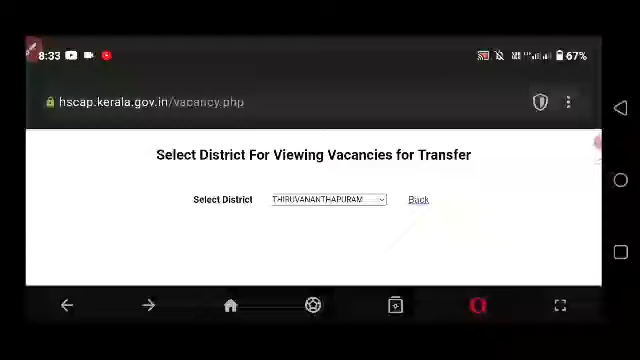 8:33
67%
hscap.kerala.gov.in/vacancy.php
Select District For Viewing Vacancies for Transfer
Select District THIRUVANANTHAPURAM Back